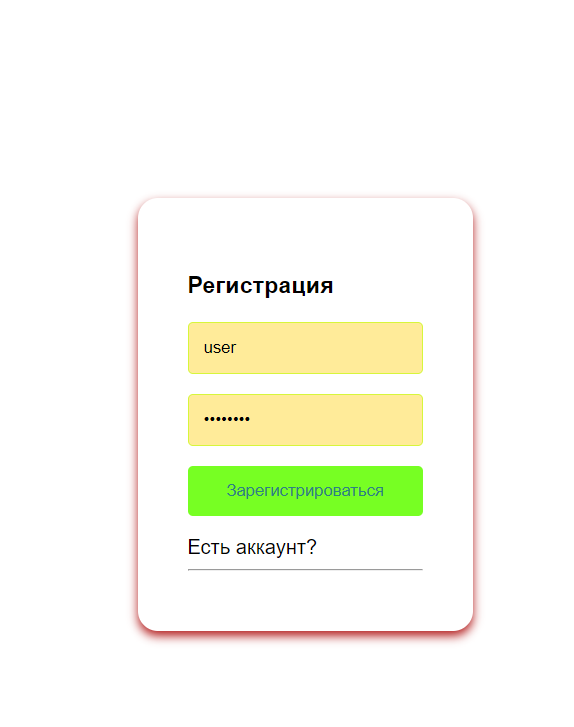 Регистрация
user
••••••••
Зарегистрироваться
Есть аккаунт?